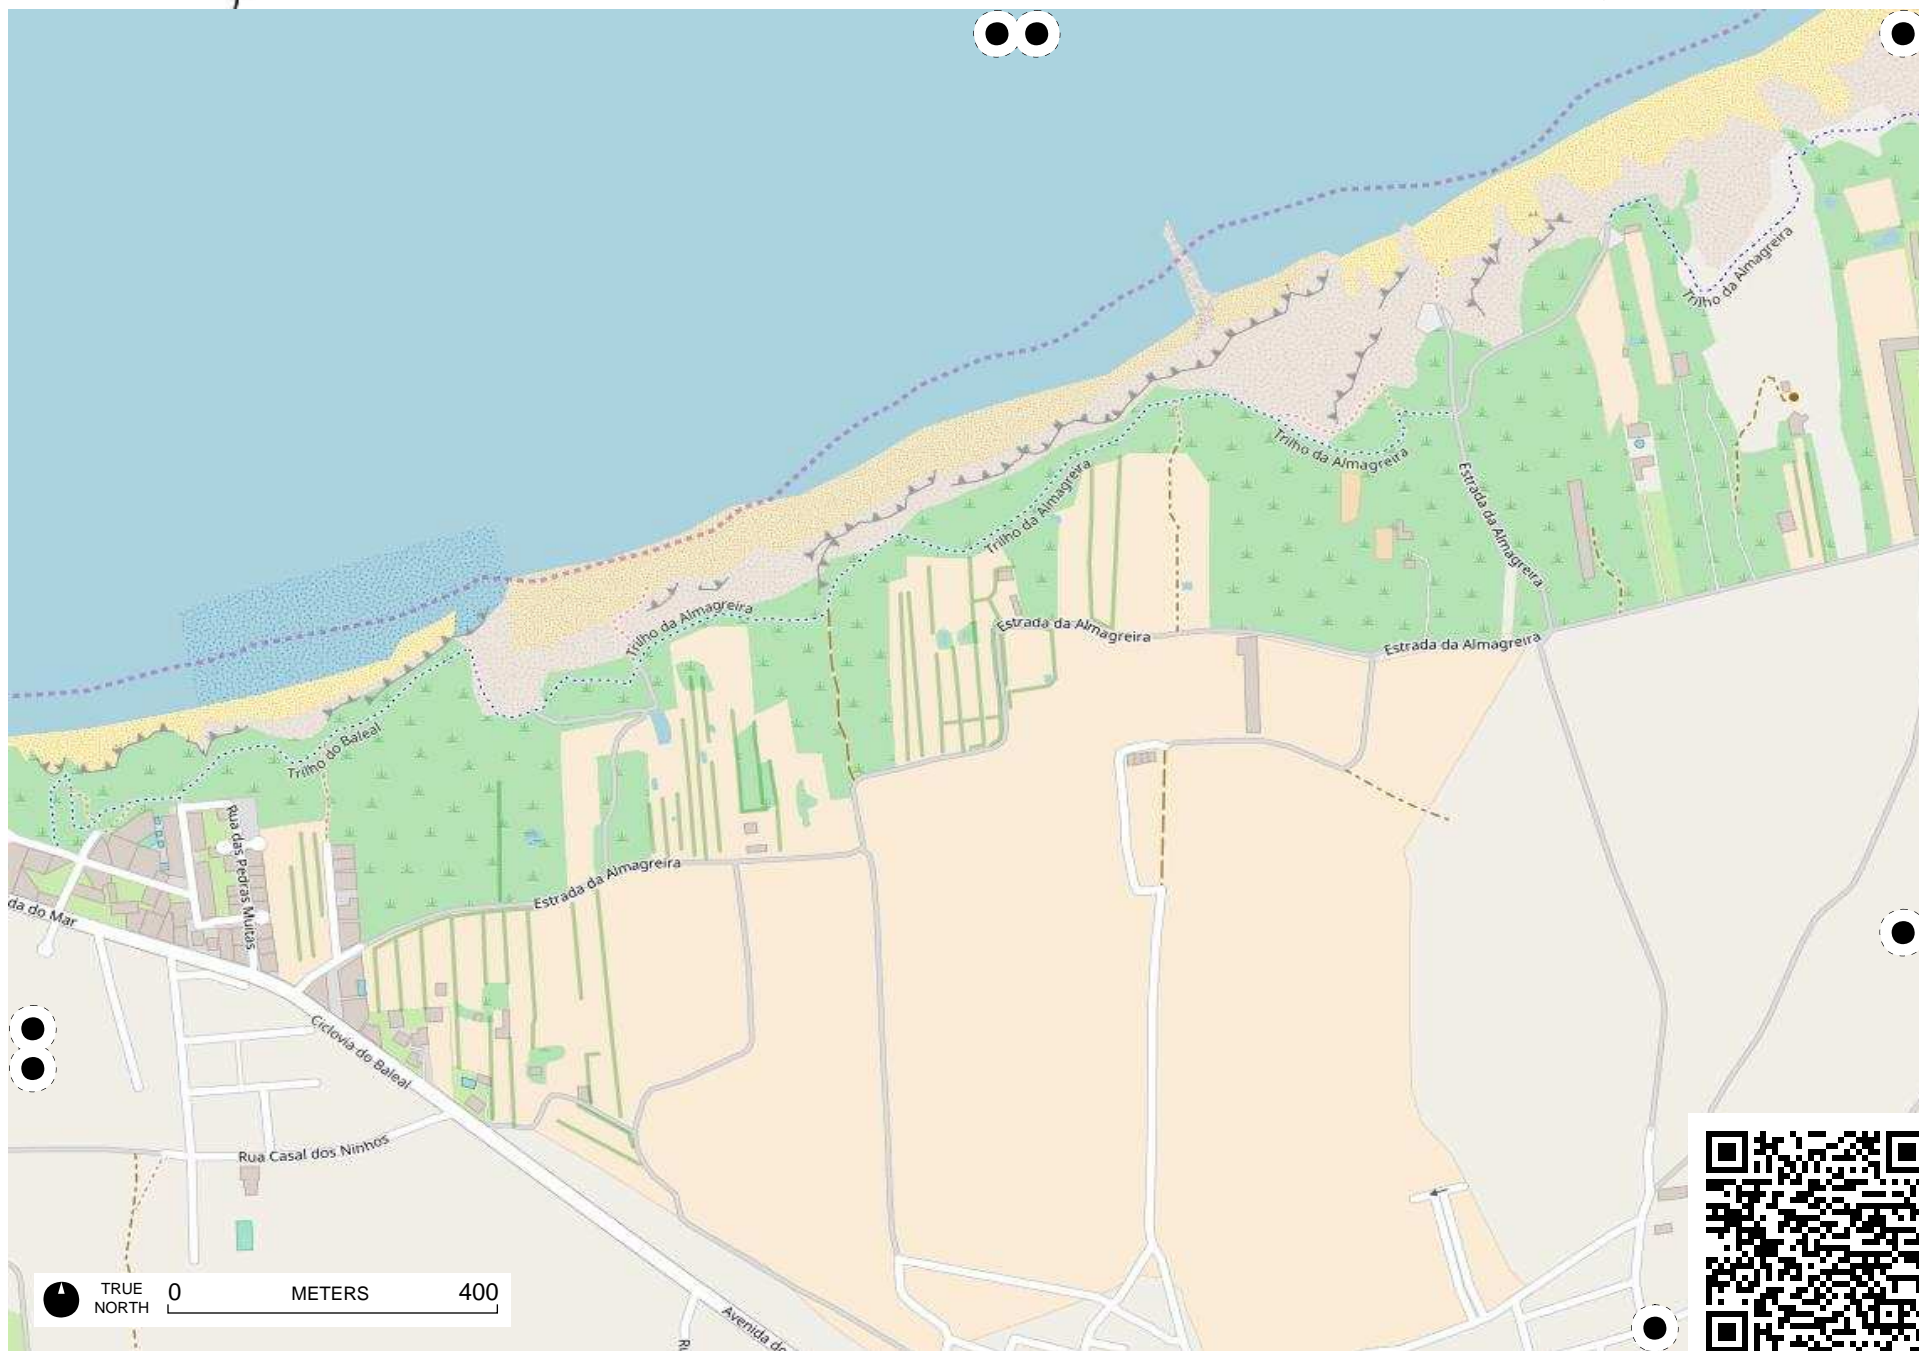 Trilho da Almagreira
Trilho da Almagreira
Estrada da Almagreira
Trilho da Almagreira
Trilho da Almagreira
Estrada da Almagreira
Estrada da Almagreira
Trilho do Baleal
Rua das Pedras Muitas
Estrada da Almagreira
da do Mar
Ciclovia do Baleal
Rua Casal dos Ninhos
TRUE
NORTH
0 METERS 400
Avenida do